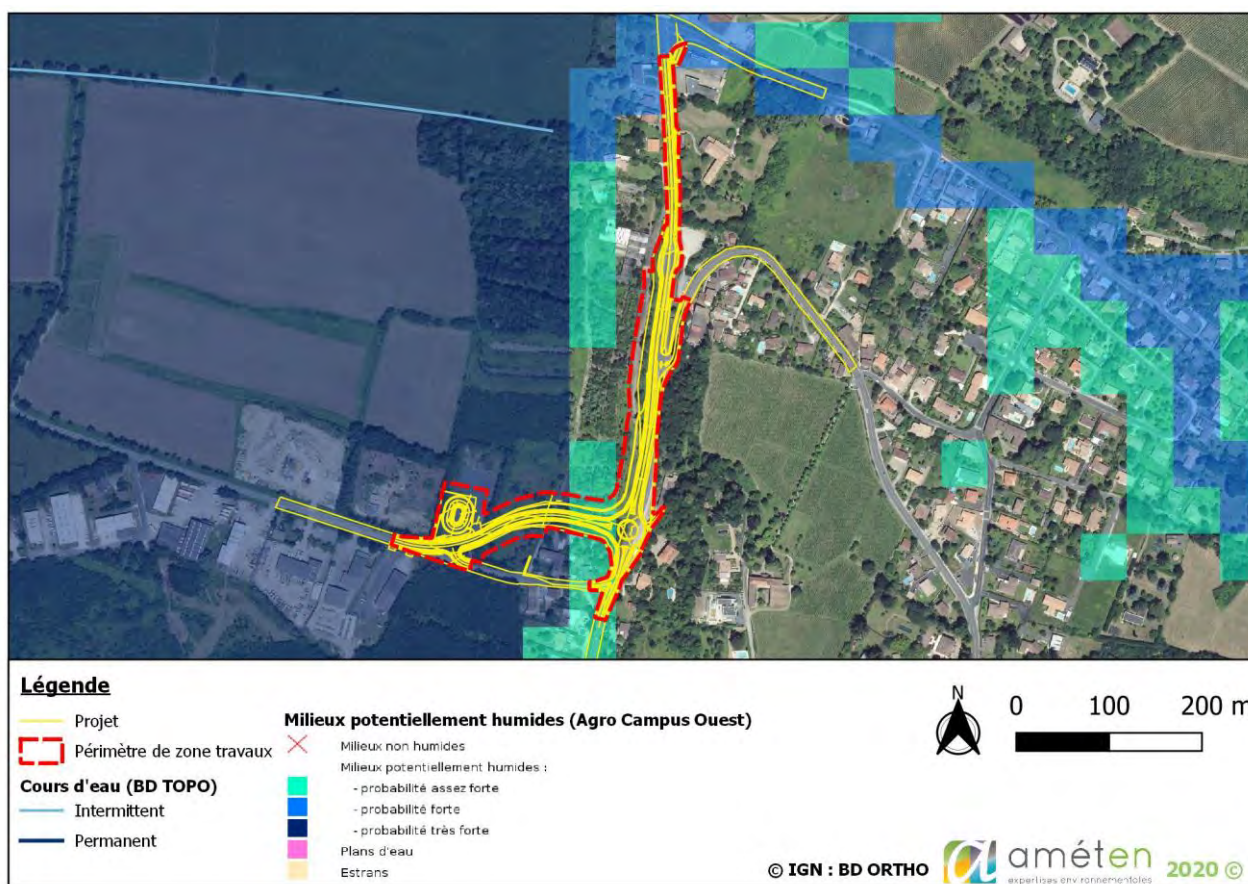 Légende
Projet
Périmètre de zone travaux
Cours d'eau (BD TOPO)
Intermittent
Permanent
Milieux potentiellement humides (Agro Campus Ouest)
Milieux non humides
Milieux potentiellement humides :
- probabilité assez forte
- probabilité forte
- probabilité très forte
Plans d'eau
Estrans
N
0 100 200 m
© IGN : BD ORTHO
améten
expertises environnementales
2020 ©